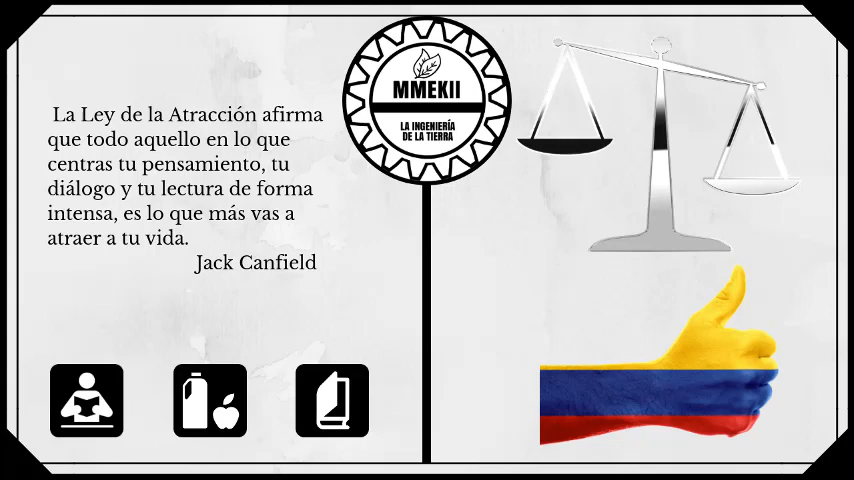 La Ley de la Atracción afirma
que todo aquello en lo que
centras tu pensamiento, tu
diálogo y tu lectura de forma
intensa, es lo que más vas a
atraer a tu vida.
Jack Canfield
MMEKII
LA INGENIERÍA
DE LA TIERRA